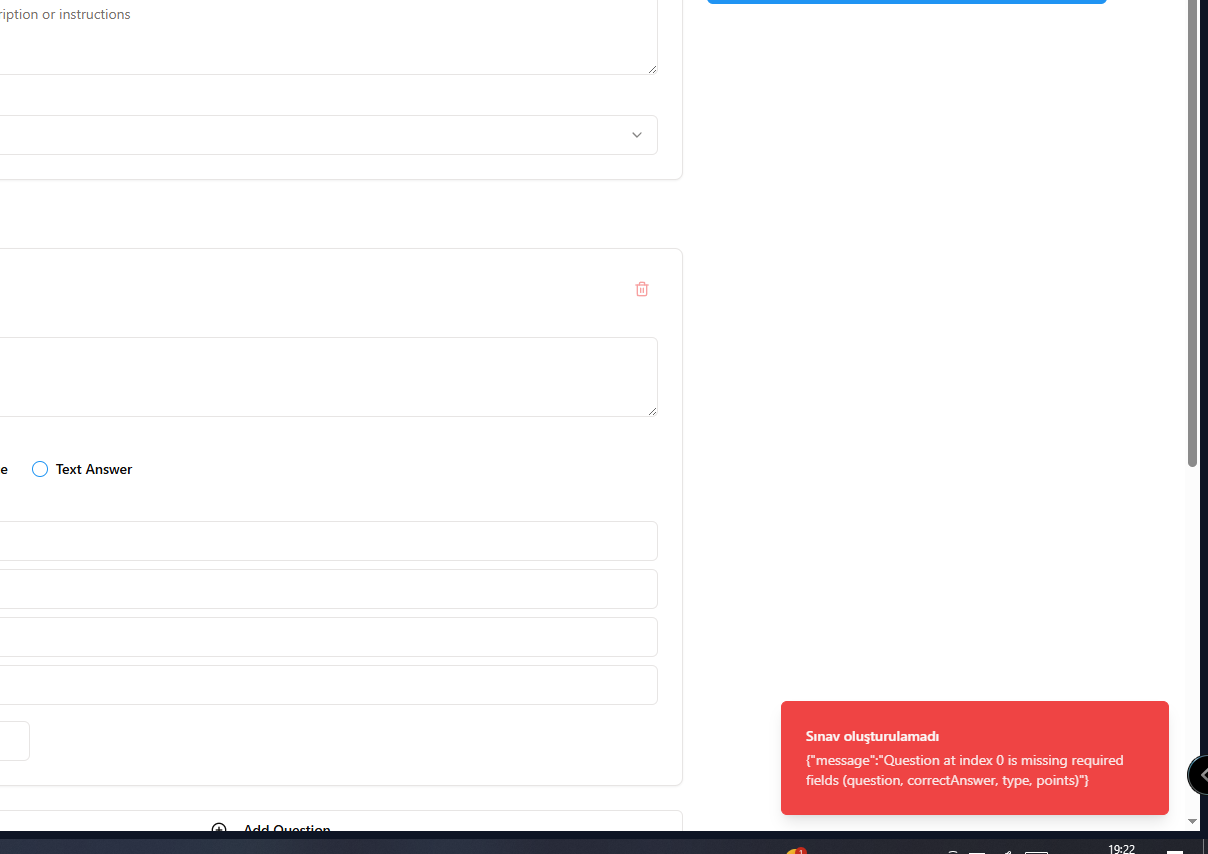 ription or instructions
e
Text Answer
Add Question
Sınav oluşturulamadı
{"message":"Question at index 0 is missing required
fields (question, correctAnswer, type, points)"}
1
19:22